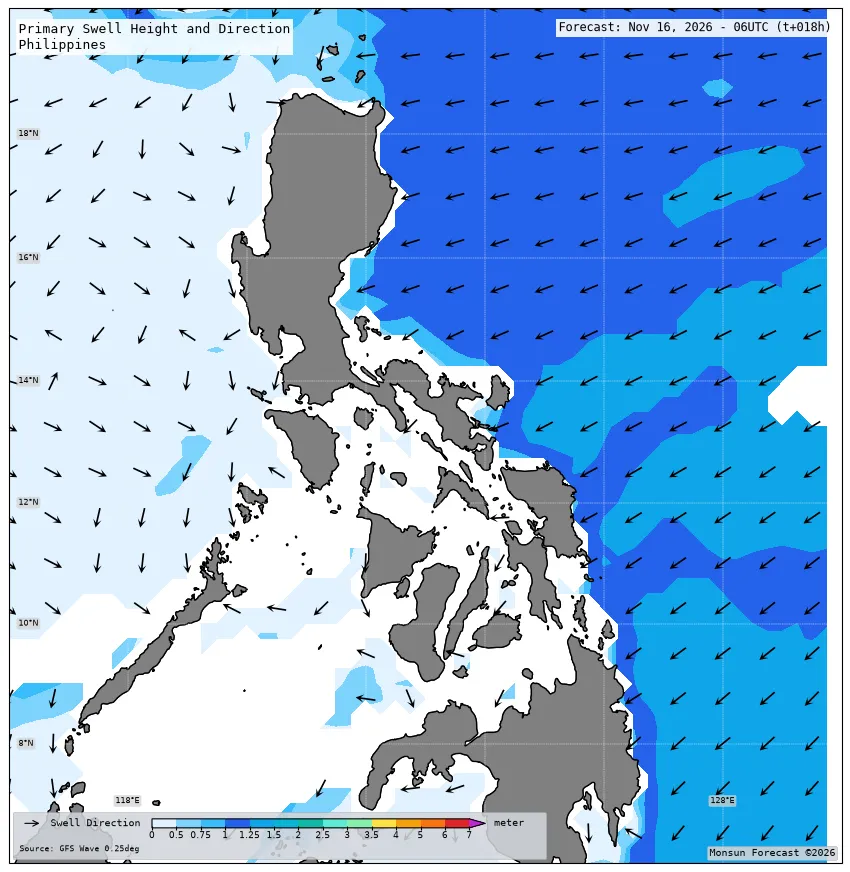 Primary Swell Height and Direction
Philippines
Forecast: Nov 16, 2026 - 06UTC (t+018h)
18°N
16°N
14°N
12°N
10°N
8°N
118°E
128°E
Swell Direction
0 0.5 0.75 1 1.25 1.5 2 2.5 3 3.5 4 5 6 7
meter
Source: GFS Wave 0.25deg
Monsun Forecast ©2026